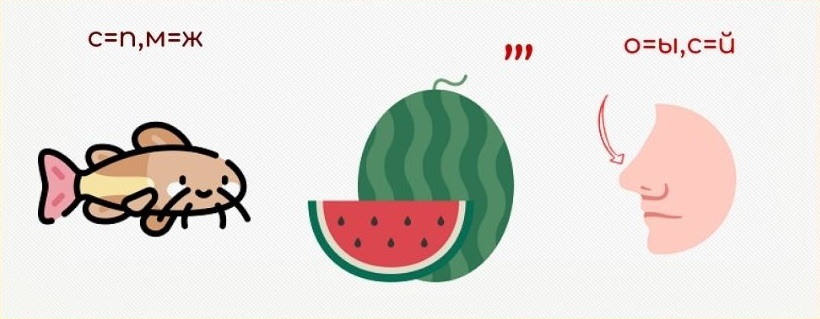 с=п,м=ж
,,,
о=ы,с=й